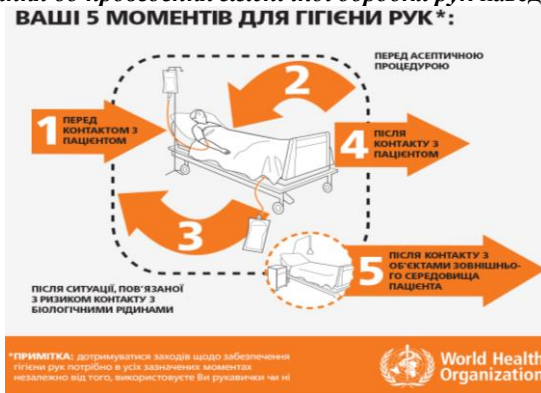 ВАШІ 5 МОМЕНТІВ ДЛЯ ГІГІЄНИ РУК*:
ПЕРЕД АСЕПТИЧНОЮ
ПРОЦЕДУРОЮ
2
1
ПЕРЕД
КОНТАКТОМ З
ПАЦІЄНТОМ
4
ПІСЛЯ
КОНТАКТУ З
ПАЦІЄНТОМ
3
5
ПІСЛЯ КОНТАКТУ З
ОБ'ЄКТАМИ ЗОВНІШНЬО-
ГО СЕРЕДОВИЩА
ПАЦІЄНТА
ПІСЛЯ СИТУАЦІЇ, ПОВ'ЯЗАНОЇ
З РИЗИКОМ КОНТАКТУ З
БІОЛОГІЧНИМИ РІДИНАМИ
*ПРИМІТКА: дотримуватися заходів щодо забезпечення
гігієни рук потрібно в усіх зазначених моментах
незалежно від того, використовуєте Ви рукавички чи ні
World Health
Organization